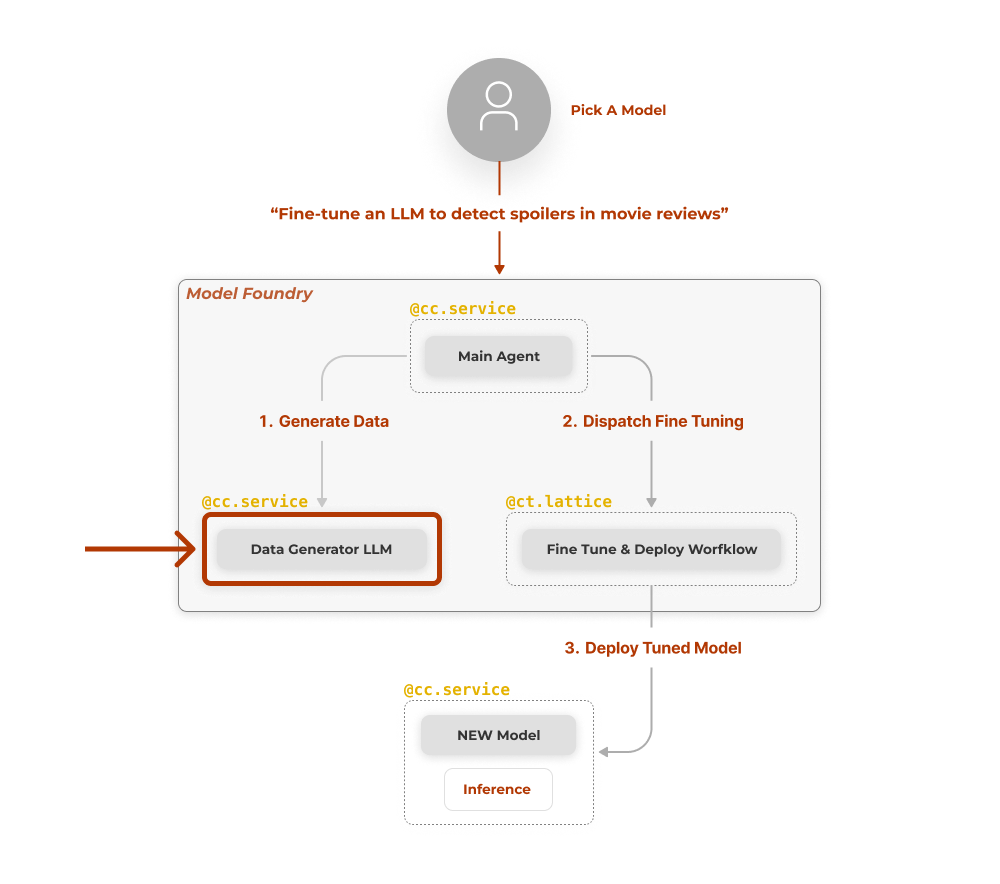 Pick A Model
“Fine-tune an LLM to detect spoilers in movie reviews”
Model Foundry
@cc.service
Main Agent
1. Generate Data
2. Dispatch Fine Tuning
@cc.service
@ct.lattice
Data Generator LLM
Fine Tune & Deploy Worfklow
3. Deploy Tuned Model
@cc.service
NEW Model
Inference